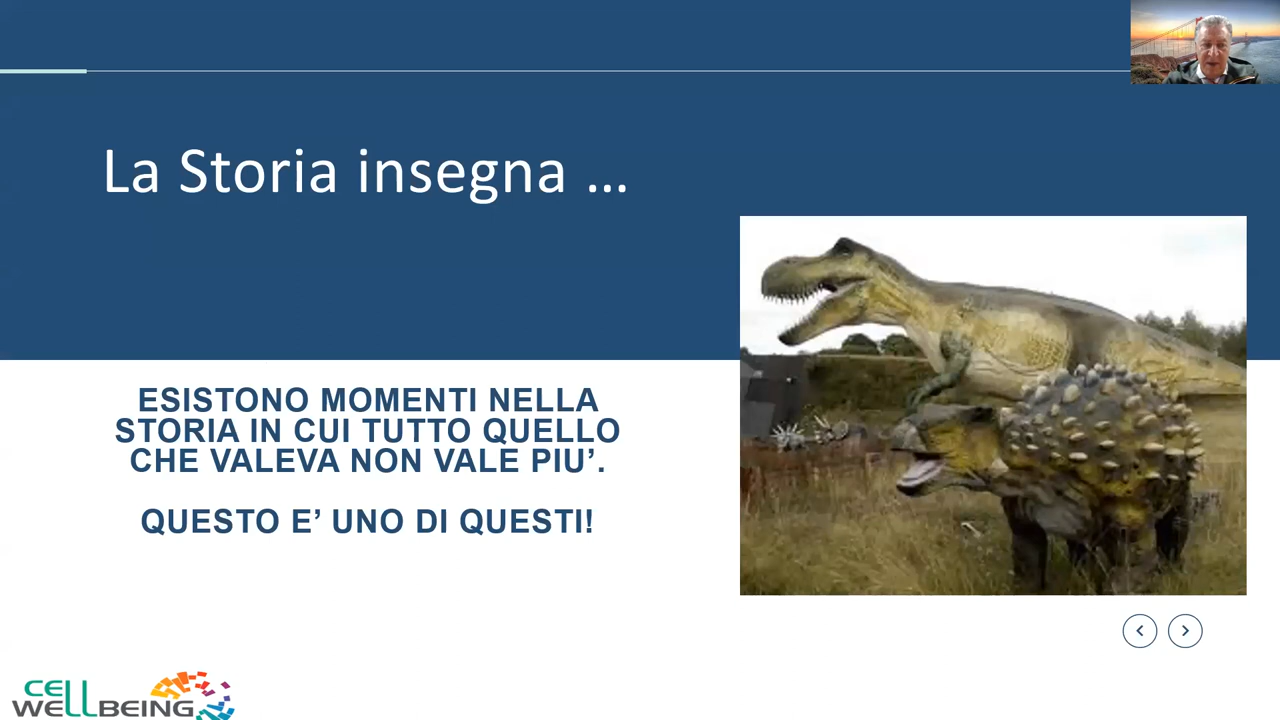 La Storia insegna ...
ESISTONO MOMENTI NELLA
STORIA IN CUI TUTTO QUELLO
CHE VALEVA NON VALE PIU’.
QUESTO E’ UNO DI QUESTI!
CELL
WELLBEING